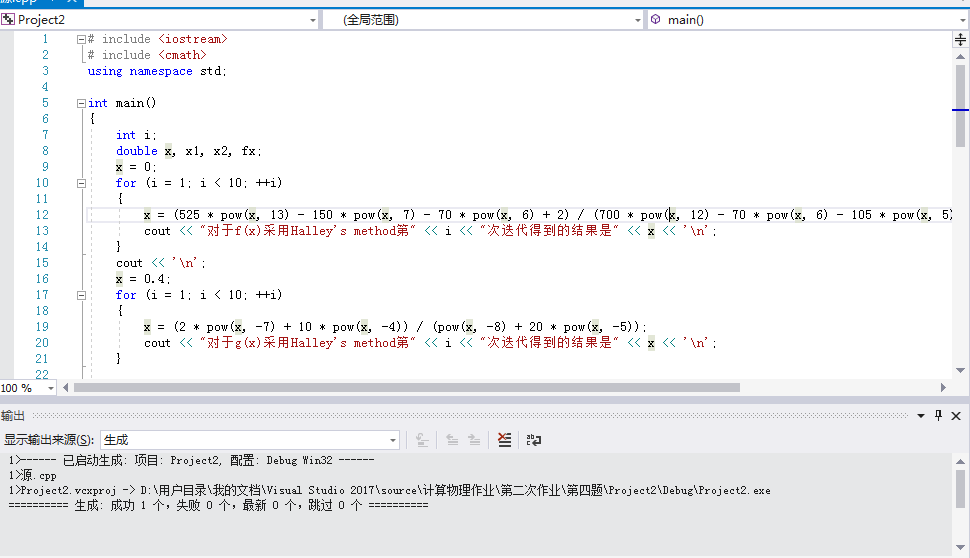 源.cpp
Project2 (全局范围) main()
1 # include <iostream>
2 # include <cmath>
3 using namespace std;
4
5 int main()
6 {
7 int i;
8 double x, x1, x2, fx;
9 x = 0;
10 for (i = 1; i < 10; ++i)
11 {
12 x = (525 * pow(x, 13) - 150 * pow(x, 7) - 70 * pow(x, 6) + 2) / (700 * pow(x, 12) - 70 * pow(x, 6) - 105 * pow(x, 5)
13 cout << "对于f(x)采用Halley's method第" << i << "次迭代得到的结果是" << x << '\n';
14 }
15 cout << '\n';
16 x = 0.4;
17 for (i = 1; i < 10; ++i)
18 {
19 x = (2 * pow(x, -7) + 10 * pow(x, -4)) / (pow(x, -8) + 20 * pow(x, -5));
20 cout << "对于g(x)采用Halley's method第" << i << "次迭代得到的结果是" << x << '\n';
21 }
22
100 %
输出
显示输出来源(S): 生成
1>------ 已启动生成: 项目: Project2, 配置: Debug Win32 ------
1>源.cpp
1>Project2.vcxproj -> D:\用户目录\我的文档\Visual Studio 2017\source\计算物理作业\第二次作业\第四题\Project2\Debug\Project2.exe
========== 生成: 成功 1 个，失败 0 个，最新 0 个，跳过 0 个 ==========